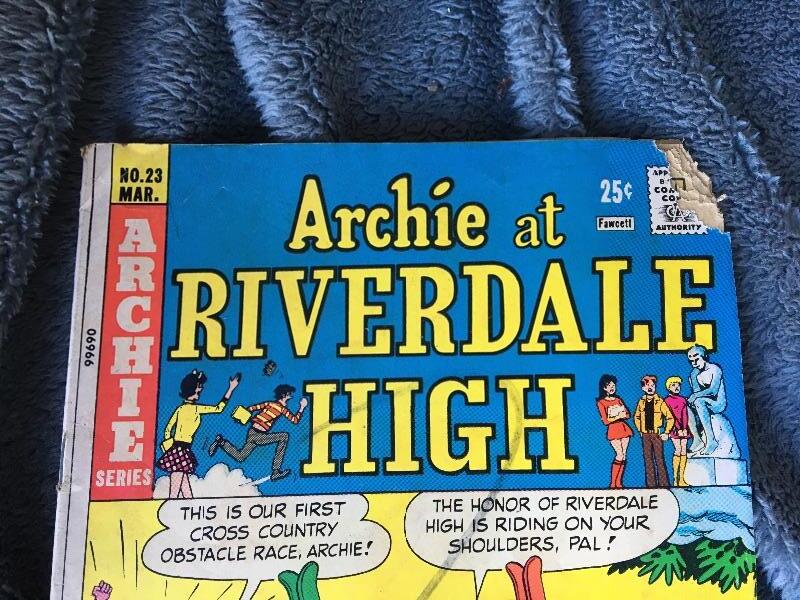 NO.23
MAR.
ARCHIE
SERIES
99690
Archie at
RIVERDALE
HIGH
25¢
Fawcett
AUTHORITY
THIS IS OUR FIRST
CROSS COUNTRY
OBSTACLE RACE, ARCHIE!
THE HONOR OF RIVERDALE
HIGH IS RIDING ON YOUR
SHOULDERS, PAL!